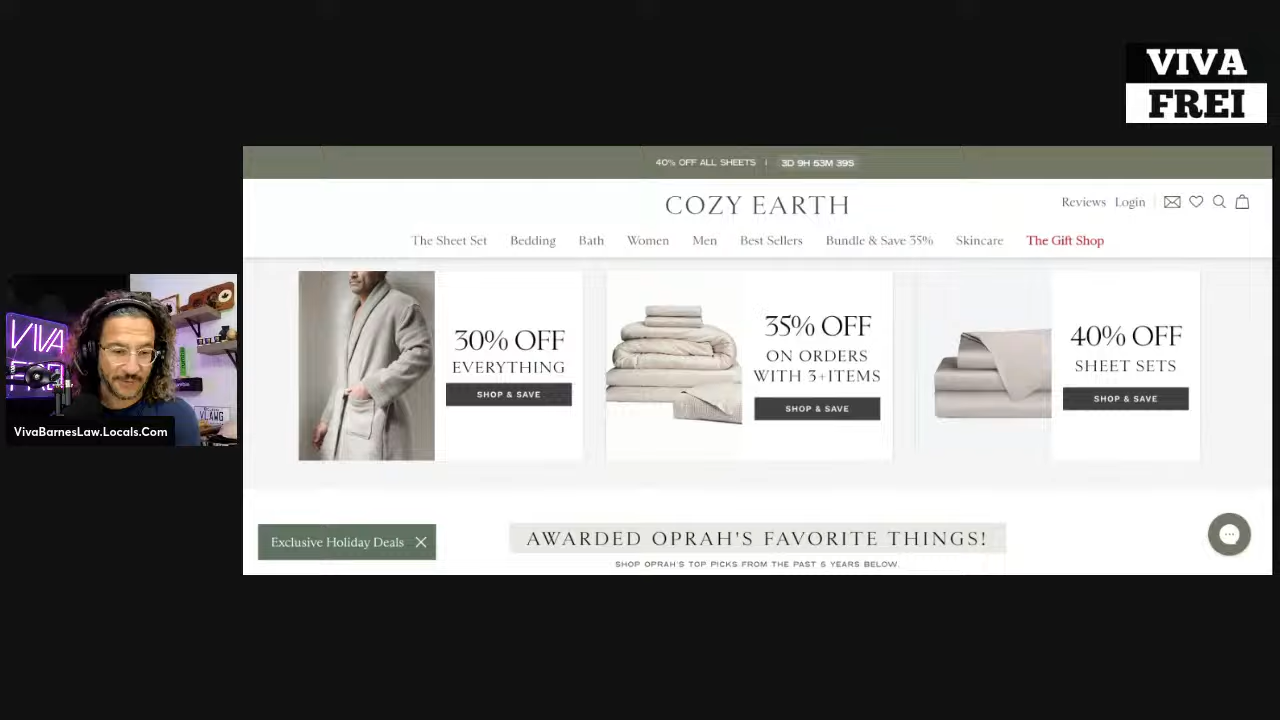 VIVA
FREI
40% OFF ALL SHEETS | 3D 9H 53M 39S
COZY EARTH
Reviews Login
The Sheet Set Bedding Bath Women Men Best Sellers Bundle & Save 35% Skincare The Gift Shop
30% OFF
EVERYTHING
SHOP & SAVE
35% OFF
ON ORDERS
WITH 3+ITEMS
SHOP & SAVE
40% OFF
SHEET SETS
SHOP & SAVE
VIVA
VLAWG
VivaBarnesLaw.Locals.Com
Exclusive Holiday Deals
AWARDED OPRAH'S FAVORITE THINGS!
SHOP OPRAH'S TOP PICKS FROM THE PAST 5 YEARS BELOW.